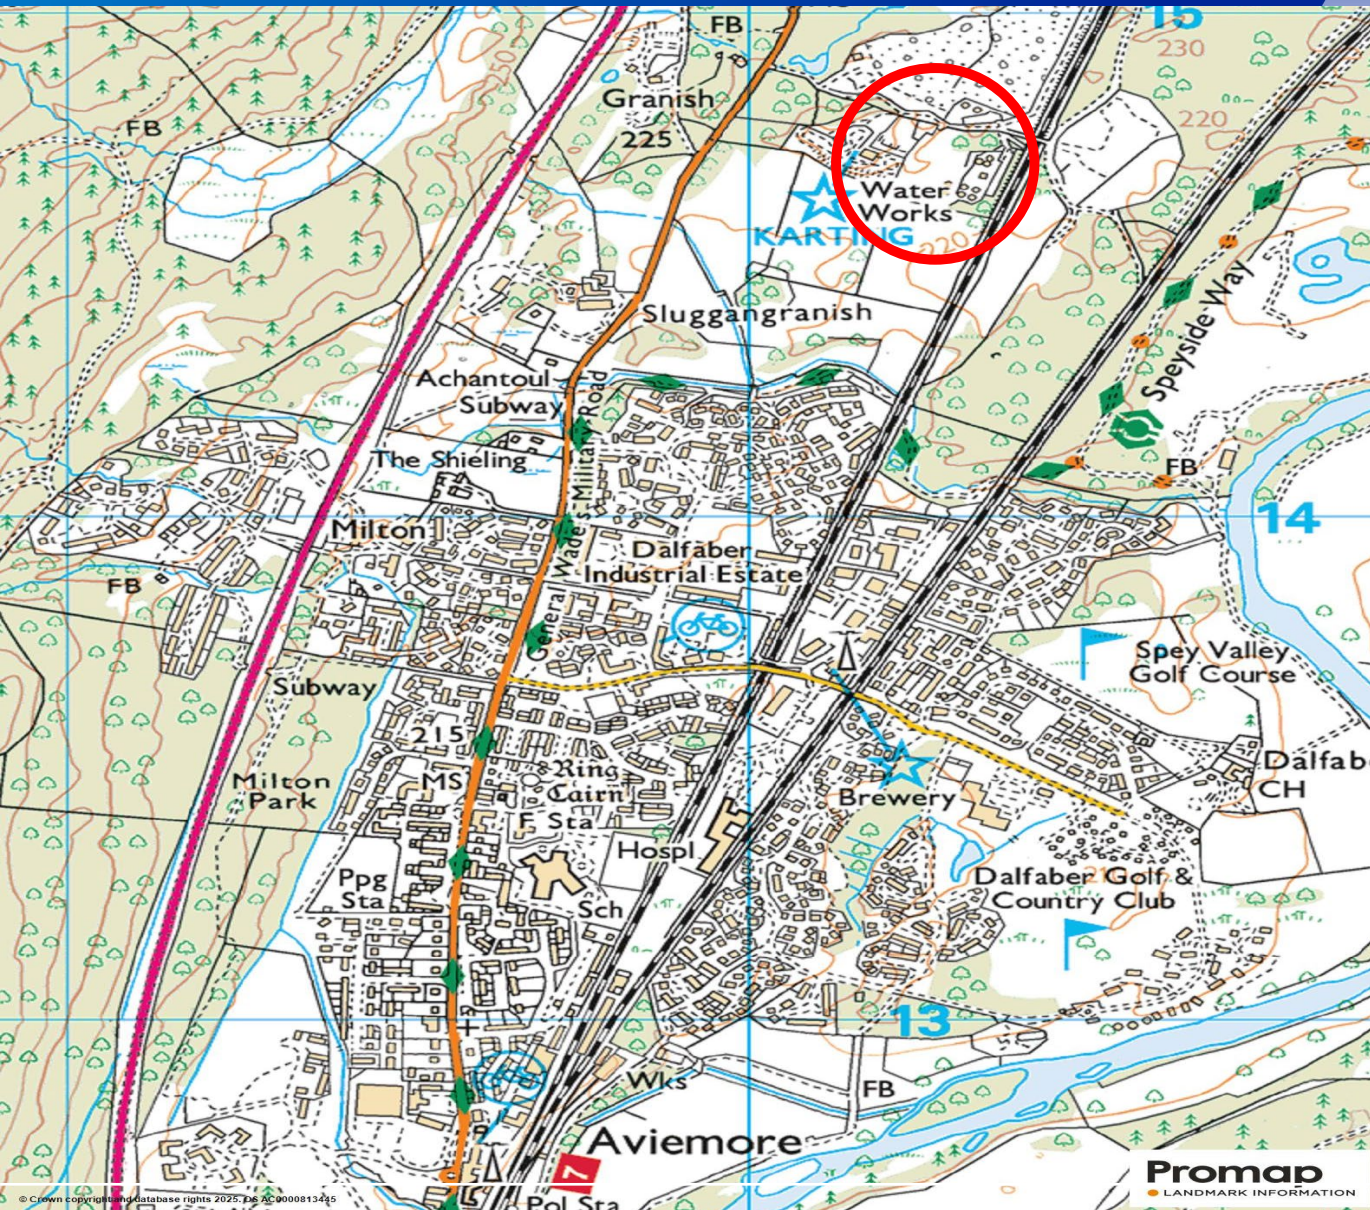 FB
15
230
250
Granish
225
220
FB
Water
Works
KARTING
220
Speyside Way
Sluggangranish
Achantoul
Subway
General Wade's Military Road
The Shieling
FB
Milton
14
Dalfaber
Industrial Estate
FB
Spey Valley
Golf Course
Subway
215
MS
Ring
Cairn
F Sta
Milton
Park
Dalfab
CH
Brewery
Hospl
Ppg
Sta
Sch
Dalfaber Golf &
Country Club
13
Wks
FB
Aviemore
7
Pol Sta
Promap
LANDMARK INFORMATION
© Crown copyright and database rights 2025. OS AC0000813445